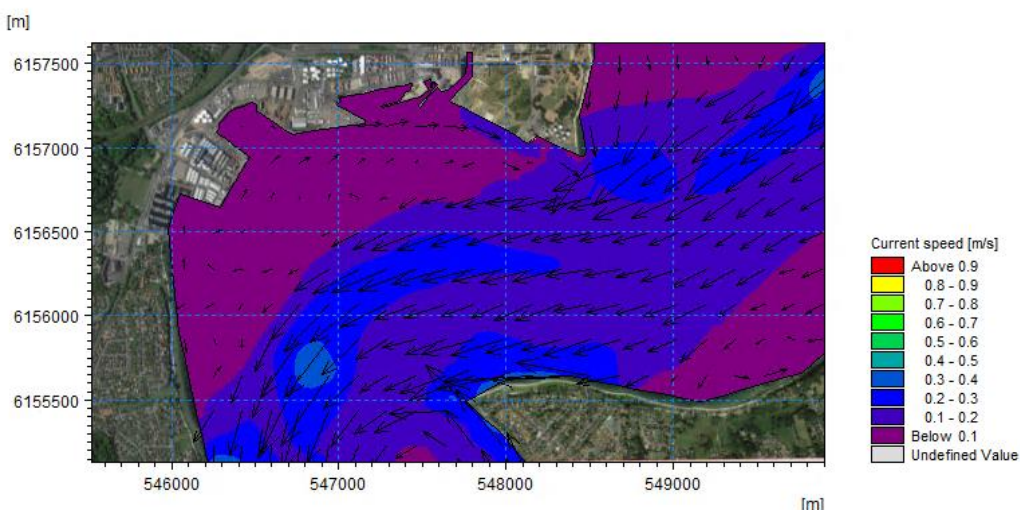 [m]
6157500
6157000
6156500
6156000
6155500
546000 547000 548000 549000
[m]
Current speed [m/s]
Above 0.9
0.8 - 0.9
0.7 - 0.8
0.6 - 0.7
0.5 - 0.6
0.4 - 0.5
0.3 - 0.4
0.2 - 0.3
0.1 - 0.2
Below 0.1
Undefined Value